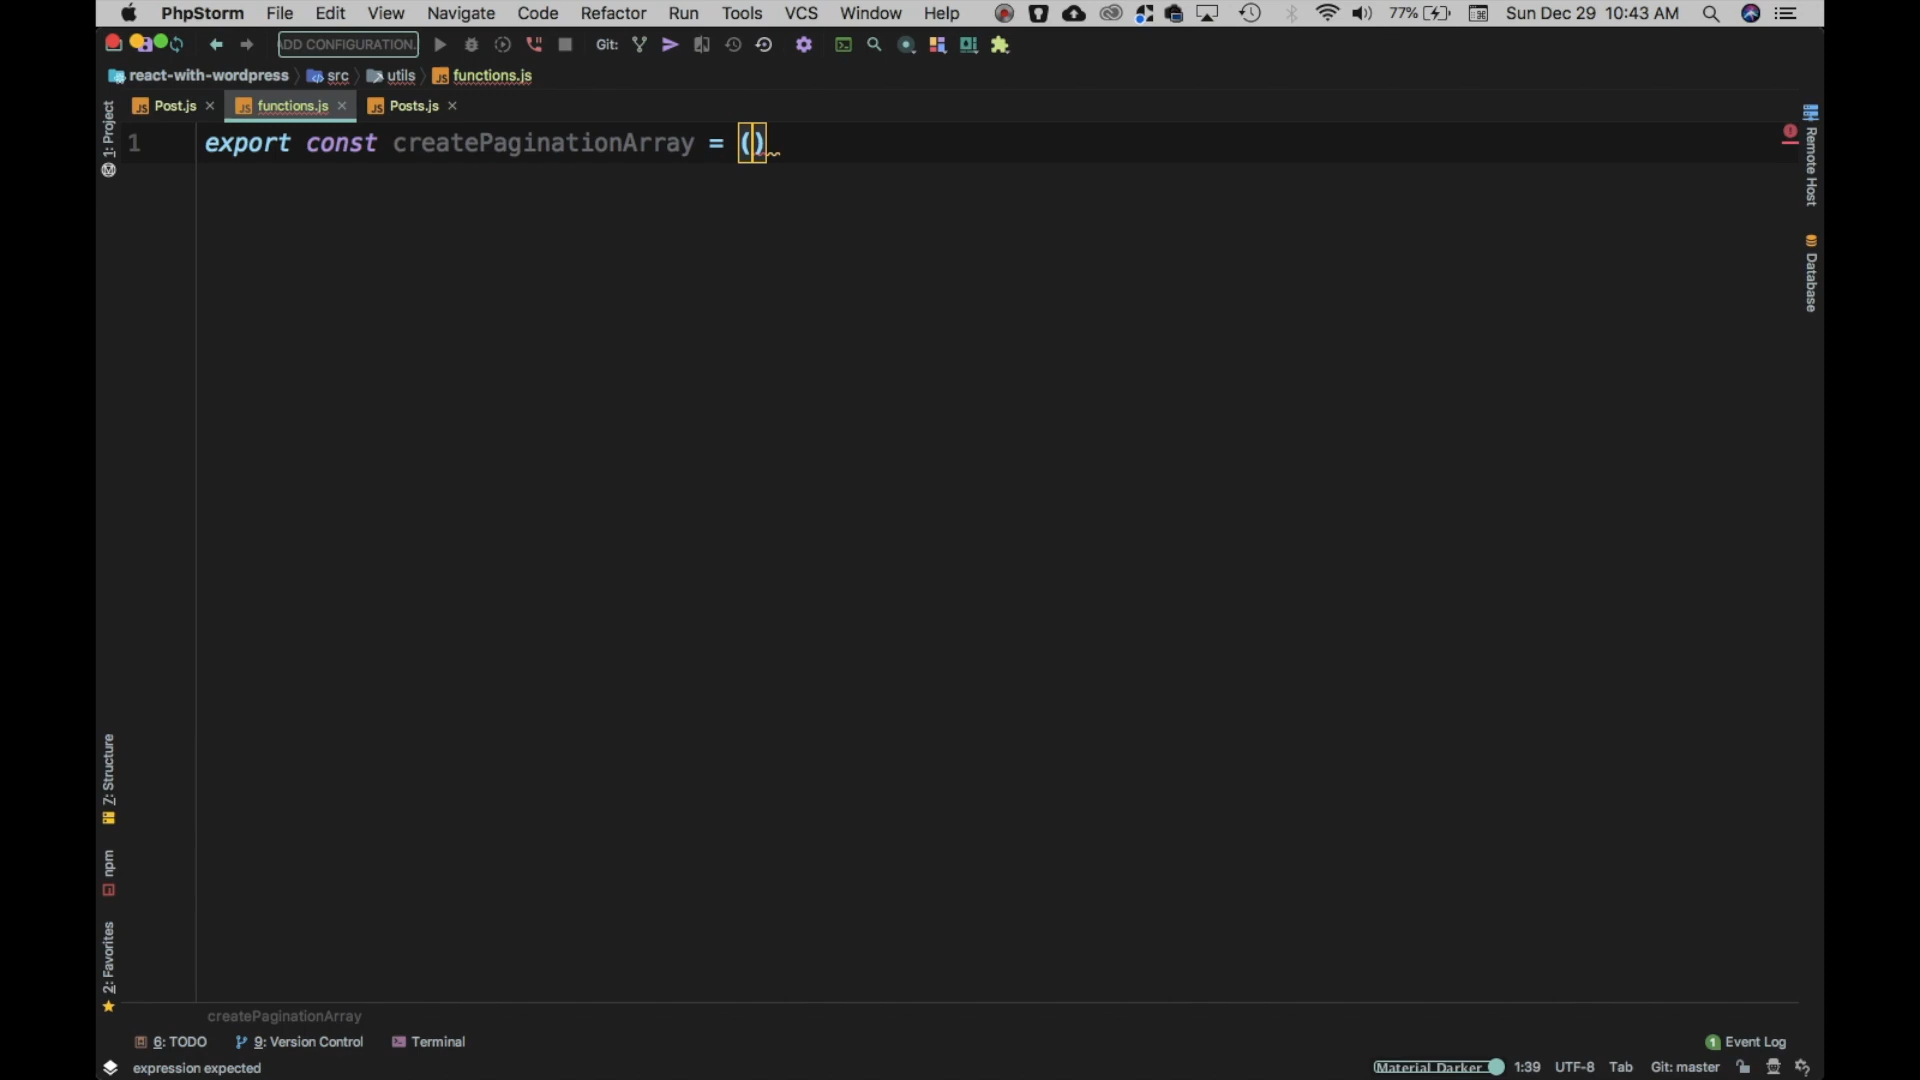 PhpStorm File Edit View Navigate Code Refactor Run Tools VCS Window Help 77% Sun Dec 29 10:43 AM
ADD CONFIGURATION. Git:
react-with-wordpress src utils functions.js
Post.js functions.js Posts.js
1 export const createPaginationArray = ()
1: Project
Remote Host
Database
Z: Structure
npm
2: Favorites
createPaginationArray
6: TODO 9: Version Control Terminal 1 Event Log
expression expected Material Darker 1:39 UTF-8 Tab Git: master